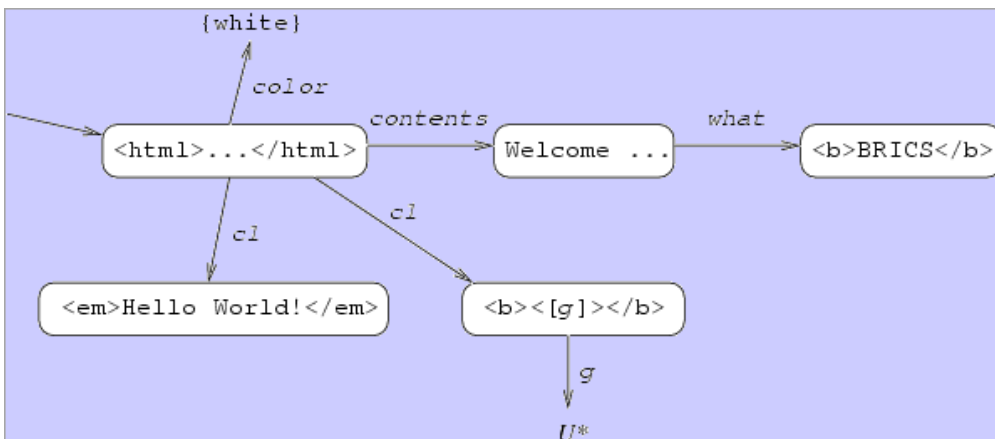 {white}
color
contents
what
<html>...</html>
Welcome ...
<b>BRICS</b>
cl
cl
<em>Hello World!</em>
<b><[g]></b>
g
U*